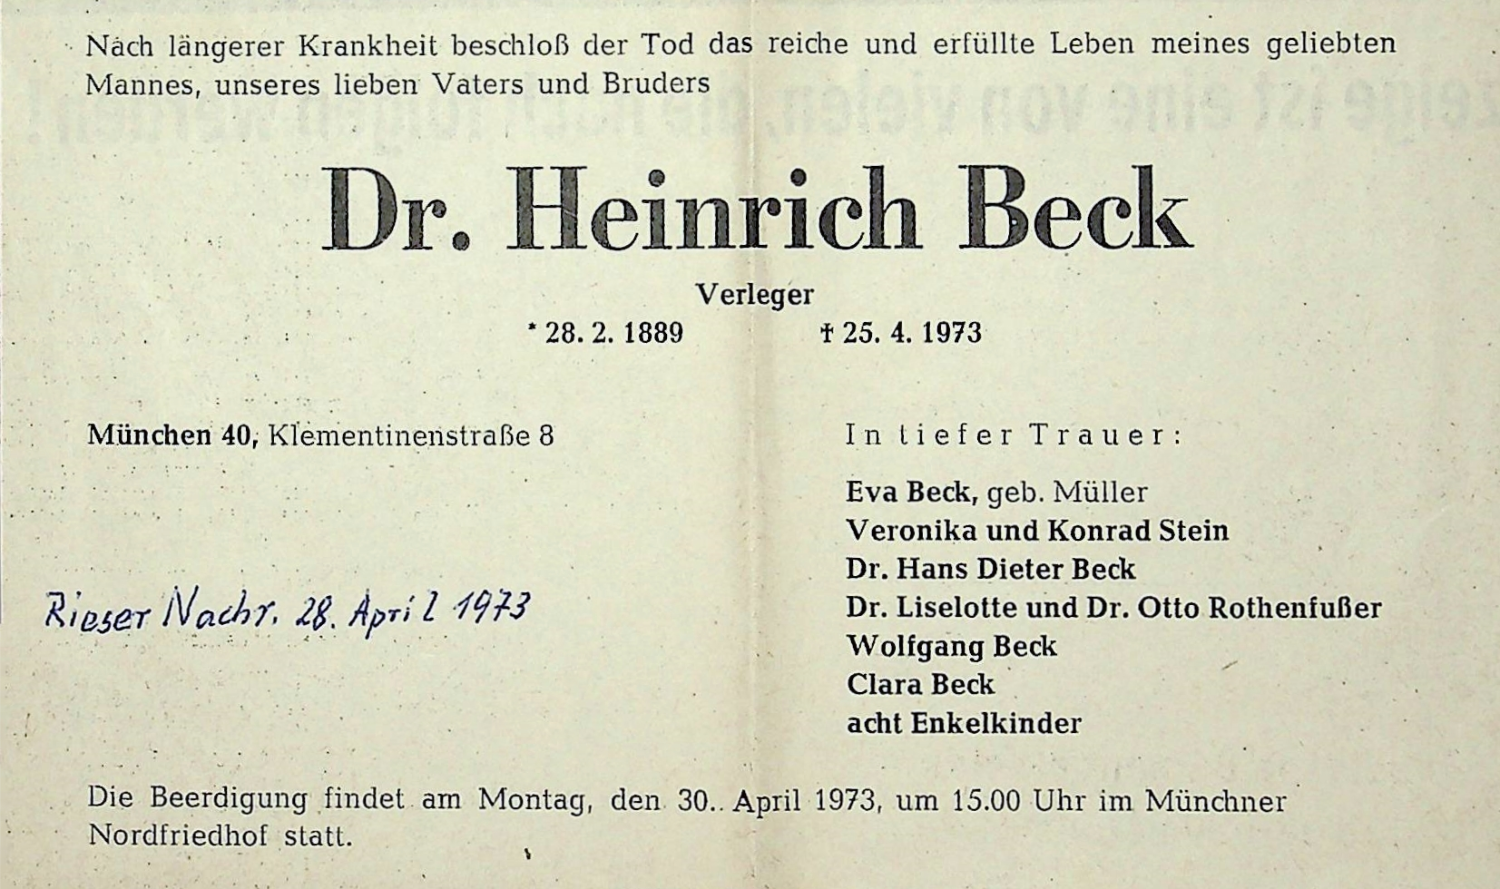 Nach längerer Krankheit beschloß der Tod das reiche und erfüllte Leben meines geliebten
Mannes, unseres lieben Vaters und Bruders
Dr. Heinrich Beck
Verleger
* 28. 2. 1889 † 25. 4. 1973
München 40, Klementinenstraße 8
In tiefer Trauer:
Eva Beck, geb. Müller
Veronika und Konrad Stein
Dr. Hans Dieter Beck
Dr. Liselotte und Dr. Otto Rothenfußer
Wolfgang Beck
Clara Beck
acht Enkelkinder
Rieser Nachr. 28. April 1973
Die Beerdigung findet am Montag, den 30. April 1973, um 15.00 Uhr im Münchner
Nordfriedhof statt.